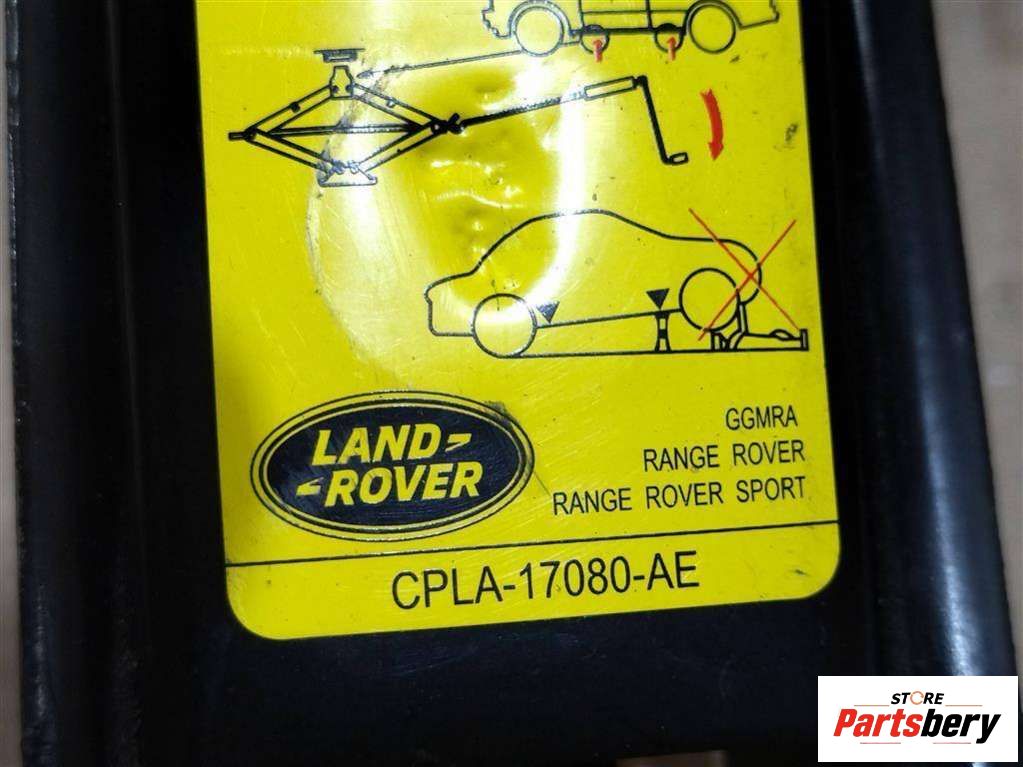 LAND-
-ROVER
GGMRA
RANGE ROVER
RANGE ROVER SPORT
CPLA-17080-AE
STORE
Partsbery